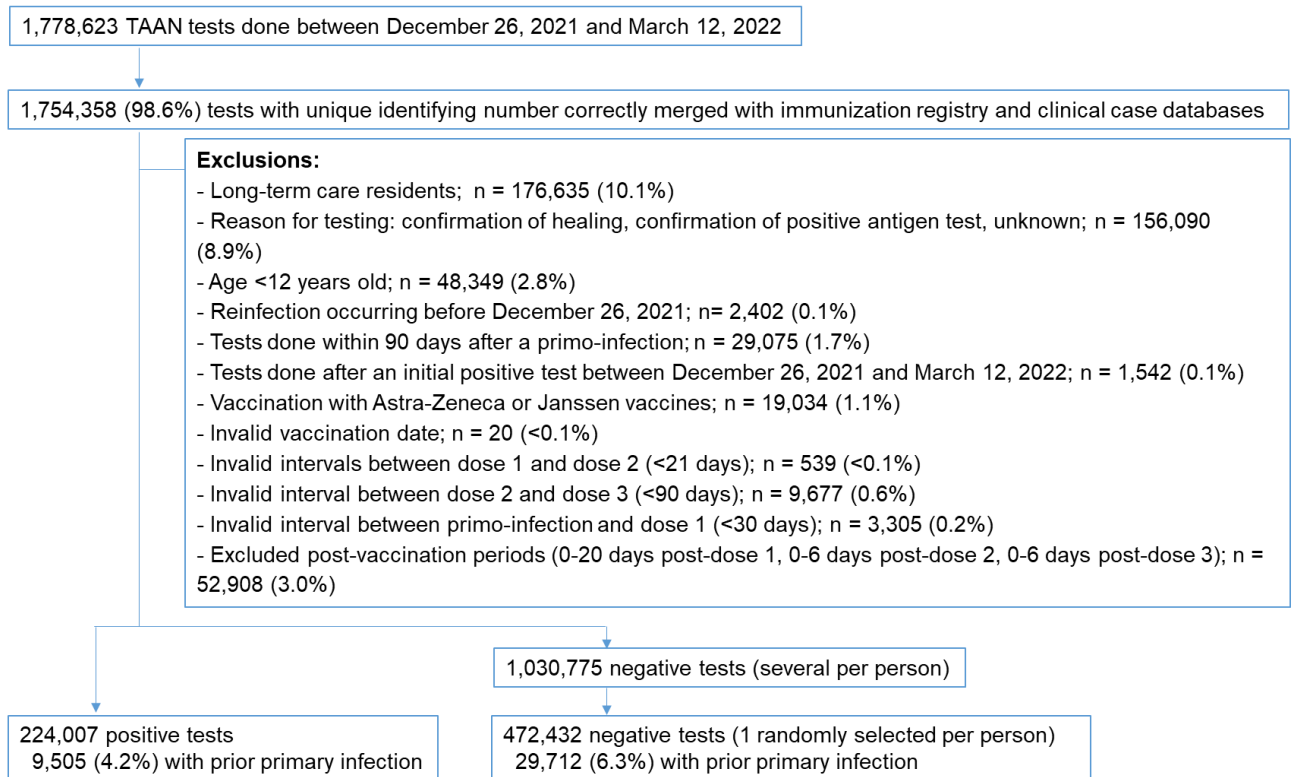 1,778,623 TAAN tests done between December 26, 2021 and March 12, 2022
1,754,358 (98.6%) tests with unique identifying number correctly merged with immunization registry and clinical case databases
Exclusions:
- Long-term care residents; n = 176,635 (10.1%)
- Reason for testing: confirmation of healing, confirmation of positive antigen test, unknown; n = 156,090
(8.9%)
- Age <12 years old; n = 48,349 (2.8%)
- Reinfection occurring before December 26, 2021; n= 2,402 (0.1%)
- Tests done within 90 days after a primo-infection; n = 29,075 (1.7%)
- Tests done after an initial positive test between December 26, 2021 and March 12, 2022; n = 1,542 (0.1%)
- Vaccination with Astra-Zeneca or Janssen vaccines; n = 19,034 (1.1%)
- Invalid vaccination date; n = 20 (<0.1%)
- Invalid intervals between dose 1 and dose 2 (<21 days); n = 539 (<0.1%)
- Invalid interval between dose 2 and dose 3 (<90 days); n = 9,677 (0.6%)
- Invalid interval between primo-infection and dose 1 (<30 days); n = 3,305 (0.2%)
- Excluded post-vaccination periods (0-20 days post-dose 1, 0-6 days post-dose 2, 0-6 days post-dose 3); n =
52,908 (3.0%)
1,030,775 negative tests (several per person)
224,007 positive tests
9,505 (4.2%) with prior primary infection
472,432 negative tests (1 randomly selected per person)
29,712 (6.3%) with prior primary infection